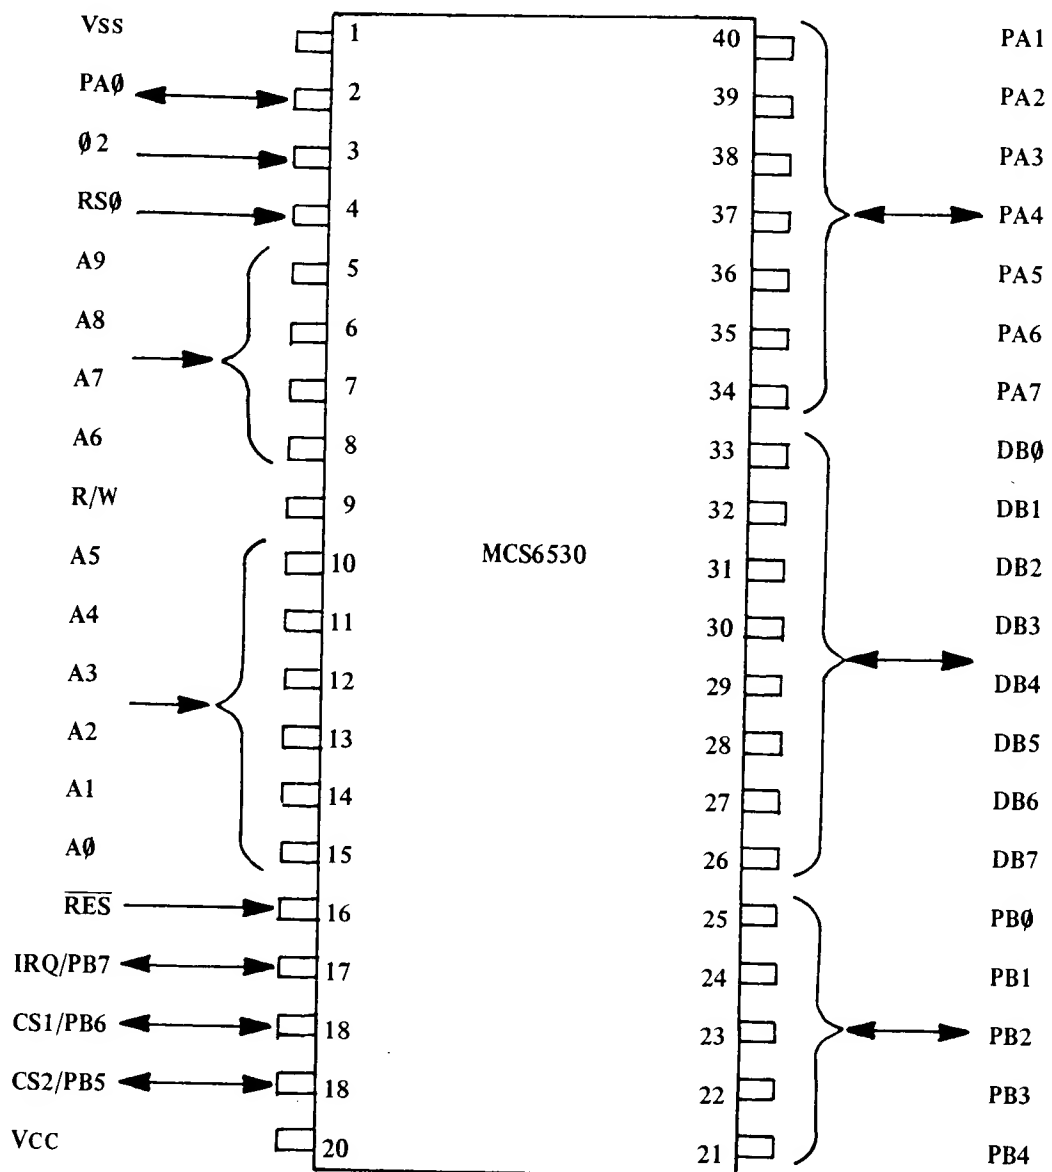 Vss 1 40 PA1
PAØ 2 39 PA2
Ø2 3 38 PA3
RSØ 4 37 PA4
A9 5 36 PA5
A8 6 35 PA6
A7 7 34 PA7
A6 8 33 DBØ
R/W 9 32 DB1
A5 10 MCS6530 31 DB2
A4 11 30 DB3
A3 12 29 DB4
A2 13 28 DB5
A1 14 27 DB6
AØ 15 26 DB7
RES 16 25 PBØ
IRQ/PB7 17 24 PB1
CS1/PB6 18 23 PB2
CS2/PB5 18 22 PB3
VCC 20 21 PB4